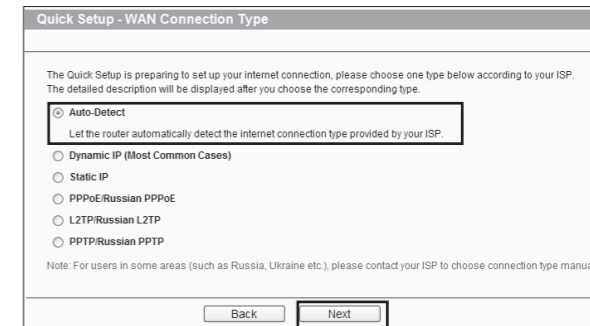 Quick Setup - WAN Connection Type
The Quick Setup is preparing to set up your internet connection, please choose one type below according to your ISP.
The detailed description will be displayed after you choose the corresponding type.
Auto-Detect
Let the router automatically detect the internet connection type provided by your ISP.
Dynamic IP (Most Common Cases)
Static IP
PPPoE/Russian PPPoE
L2TP/Russian L2TP
PPTP/Russian PPTP
Note: For users in some areas (such as Russia, Ukraine etc.), please contact your ISP to choose connection type
Back Next